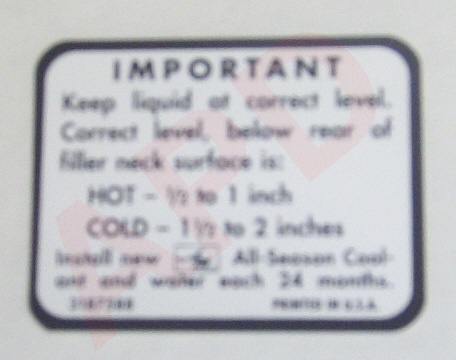 IMPORTANT
Keep liquid at correct level.
Correct level, below rear of
filler neck surface is:
HOT – ½ to 1 inch
COLD – 1½ to 2 inches
Install new All-Season Cool-
ant and water each 24 months.
PRINTED IN U.S.A.
APD